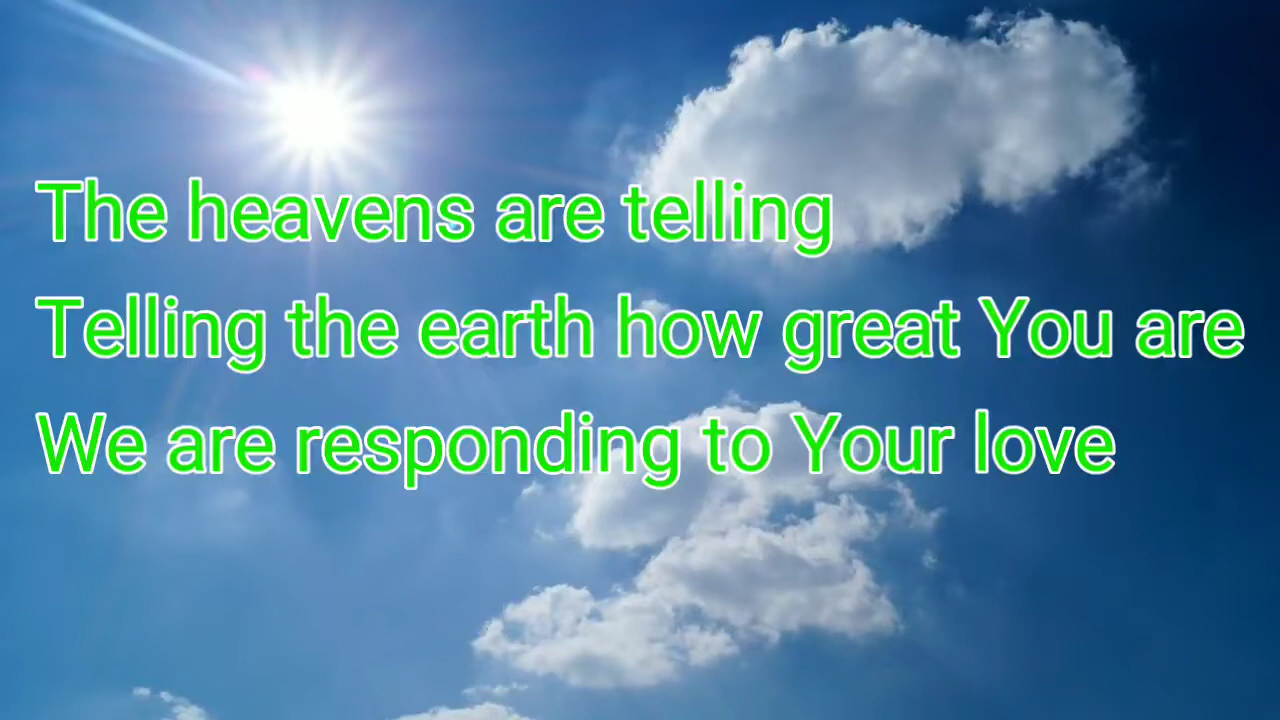 The heavens are telling
Telling the earth how great You are
We are responding to Your love